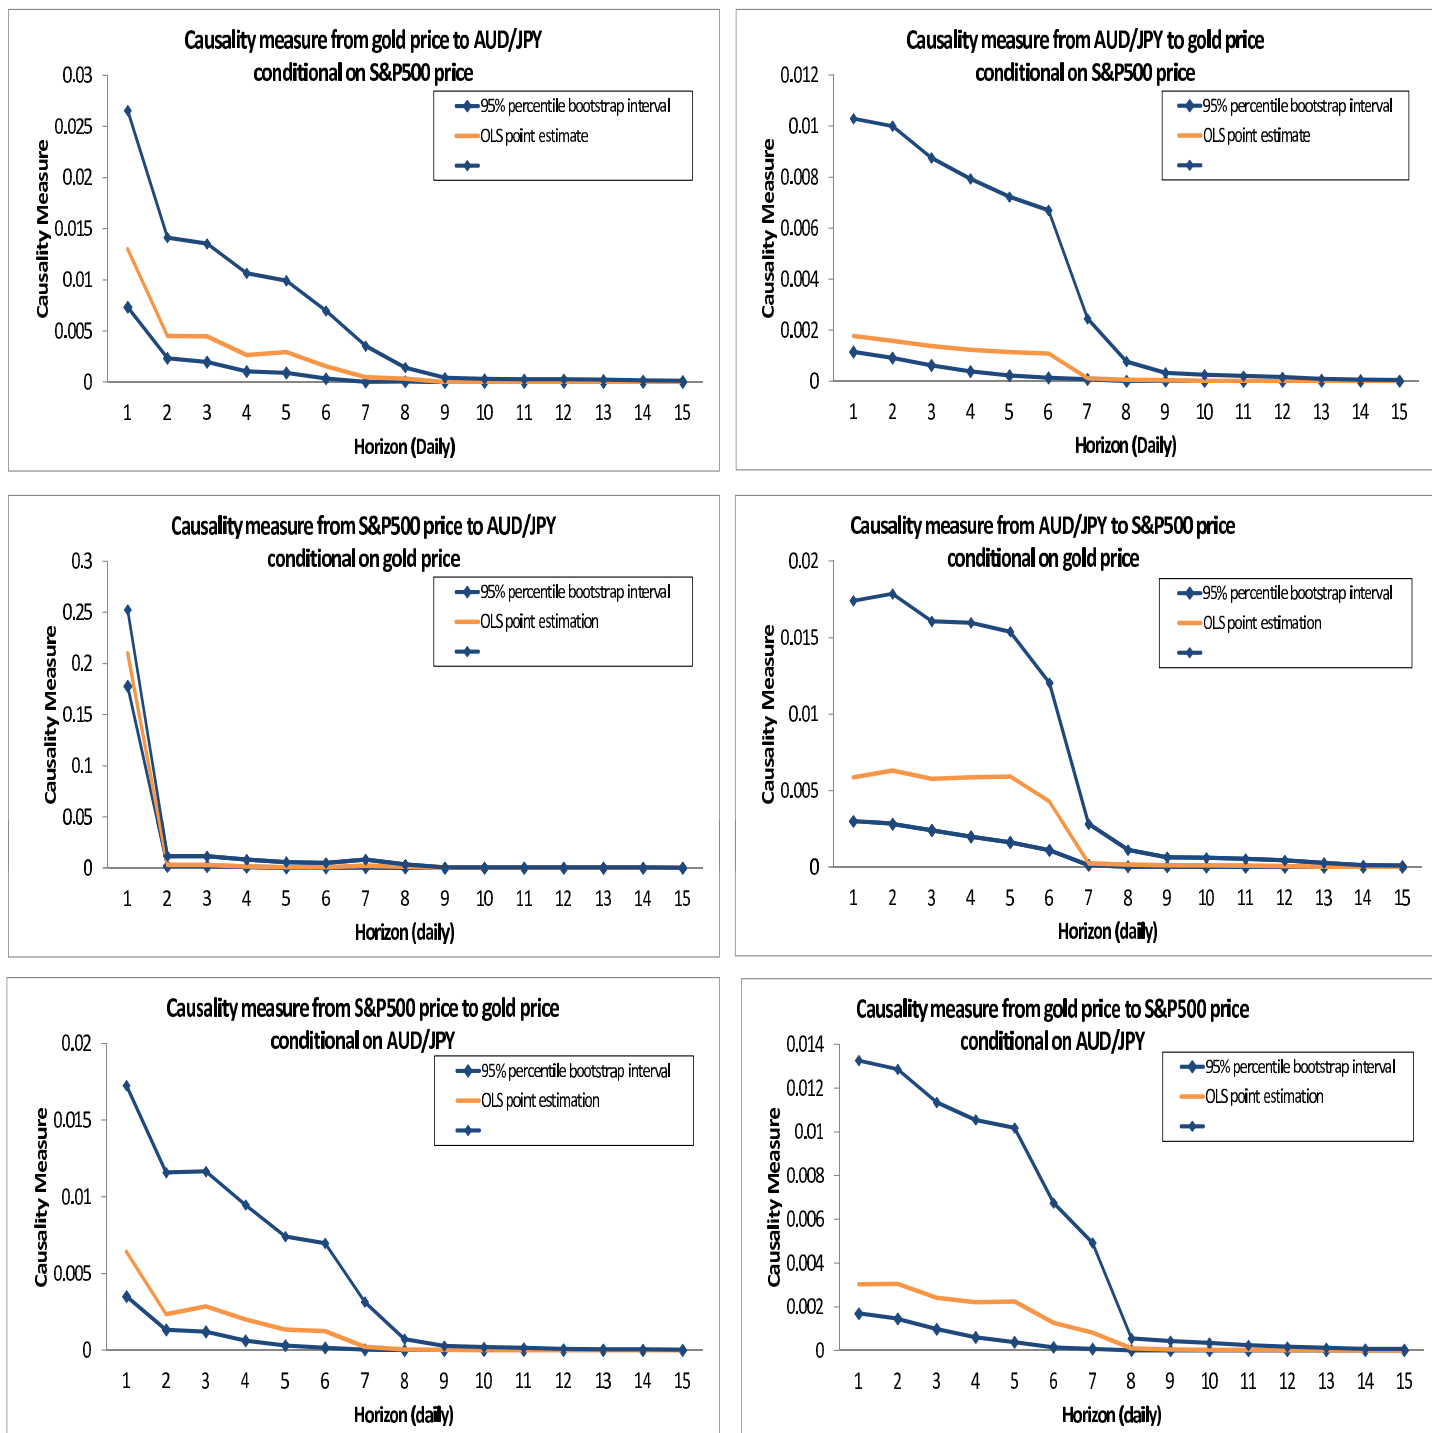 Causality measure from gold price to AUD/JPY
conditional on S&P500 price
0.03
0.025
0.02
0.015
0.01
0.005
0
Causality Measure
95% percentile bootstrap interval
OLS point estimate
1 2 3 4 5 6 7 8 9 10 11 12 13 14 15
Horizon (Daily)
Causality measure from AUD/JPY to gold price
conditional on S&P500 price
0.012
0.01
0.008
0.006
0.004
0.002
0
Causality Measure
95% percentile bootstrap interval
OLS point estimate
1 2 3 4 5 6 7 8 9 10 11 12 13 14 15
Horizon (Daily)
Causality measure from S&P500 price to AUD/JPY
conditional on gold price
0.3
0.25
0.2
0.15
0.1
0.05
0
Causality Measure
95% percentile bootstrap interval
OLS point estimation
1 2 3 4 5 6 7 8 9 10 11 12 13 14 15
Horizon (daily)
Causality measure from AUD/JPY to S&P500 price
conditional on gold price
0.02
0.015
0.01
0.005
0
Causality Measure
95% percentile bootstrap interval
OLS point estimation
1 2 3 4 5 6 7 8 9 10 11 12 13 14 15
Horizon (daily)
Causality measure from S&P500 price to gold price
conditional on AUD/JPY
0.02
0.015
0.01
0.005
0
Causality Measure
95% percentile bootstrap interval
OLS point estimation
1 2 3 4 5 6 7 8 9 10 11 12 13 14 15
Horizon (daily)
Causality measure from gold price to S&P500 price
conditional on AUD/JPY
0.014
0.012
0.01
0.008
0.006
0.004
0.002
0
Causality Measure
95% percentile bootstrap interval
OLS point estimation
1 2 3 4 5 6 7 8 9 10 11 12 13 14 15
Horizon (daily)